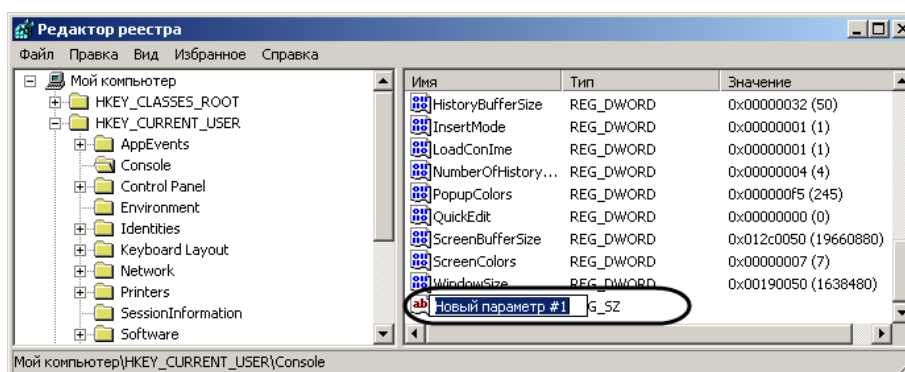 Редактор реестра
Файл Правка Вид Избранное Справка
Мой компьютер
HKEY_CLASSES_ROOT
HKEY_CURRENT_USER
AppEvents
Console
Control Panel
Environment
Identities
Keyboard Layout
Network
Printers
SessionInformation
Software
Имя Тип Значение
HistoryBufferSize REG_DWORD 0x00000032 (50)
InsertMode REG_DWORD 0x00000001 (1)
LoadConIme REG_DWORD 0x00000001 (1)
NumberOfHistory... REG_DWORD 0x00000004 (4)
PopupColors REG_DWORD 0x000000f5 (245)
QuickEdit REG_DWORD 0x00000000 (0)
ScreenBufferSize REG_DWORD 0x012c0050 (19660880)
ScreenColors REG_DWORD 0x00000007 (7)
WindowSize REG_DWORD 0x00190050 (1638480)
Новый параметр #1 G_SZ
Мой компьютер\HKEY_CURRENT_USER\Console